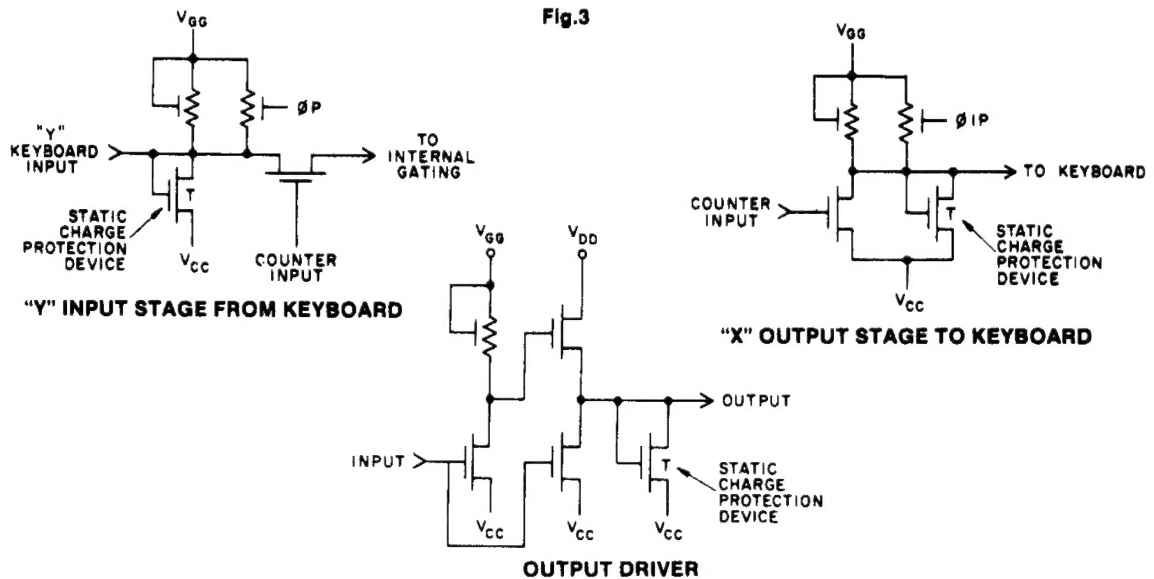 Fig.3
VGG
ØP
"Y"
KEYBOARD
INPUT
TO
INTERNAL
GATING
T
STATIC
CHARGE
PROTECTION
DEVICE
VCC
COUNTER
INPUT
"Y" INPUT STAGE FROM KEYBOARD
VGG
Ø1P
TO KEYBOARD
COUNTER
INPUT
T
STATIC
CHARGE
PROTECTION
DEVICE
VCC
"X" OUTPUT STAGE TO KEYBOARD
VGG
VDD
OUTPUT
INPUT
T
STATIC
CHARGE
PROTECTION
DEVICE
VCC
VCC
VCC
OUTPUT DRIVER